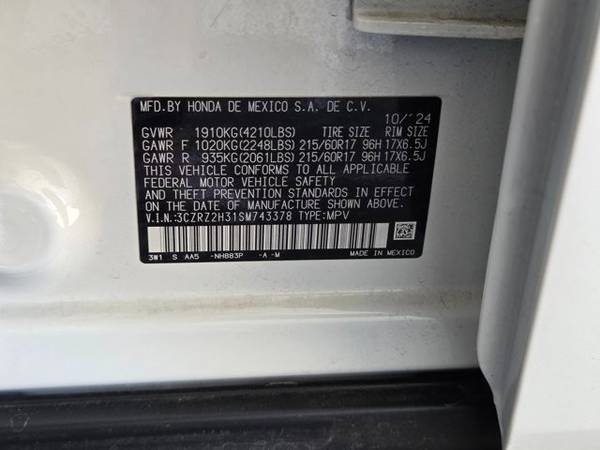 MFD.BY HONDA DE MEXICO S.A. DE C.V.
10/'24
GVWR 1910KG(4210LBS) TIRE SIZE RIM SIZE
GAWR F 1020KG(2248LBS) 215/60R17 96H 17X6.5J
GAWR R 935KG(2061LBS) 215/60R17 96H 17X6.5J
THIS VEHICLE CONFORMS TO ALL APPLICABLE
FEDERAL MOTOR VEHICLE SAFETY
AND THEFT PREVENTION STANDARDS IN EFFECT
ON THE DATE OF MANUFACTURE SHOWN ABOVE.
V.I.N.:3CZRZ2H31SM743378 TYPE:MPV
3W1 S AA5 -NH883P -A -M MADE IN MEXICO